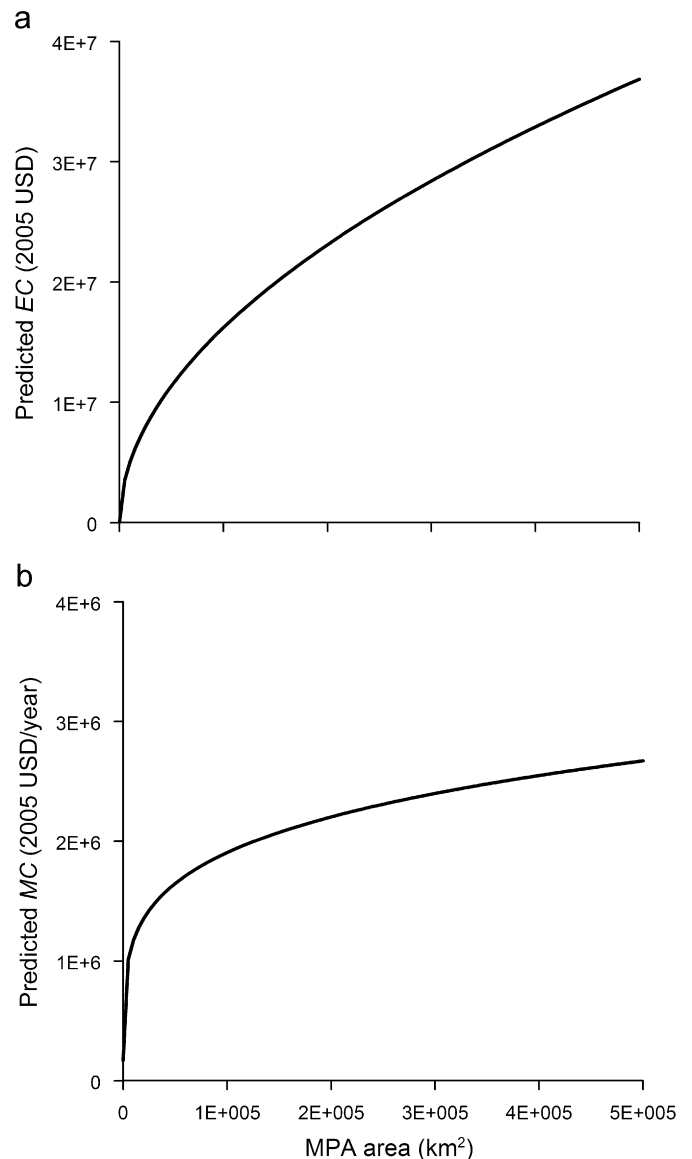 a
4E+7
3E+7
2E+7
1E+7
0
Predicted EC (2005 USD)
b
4E+6
3E+6
2E+6
1E+6
0
Predicted MC (2005 USD/year)
0 1E+005 2E+005 3E+005 4E+005 5E+005
MPA area (km²)